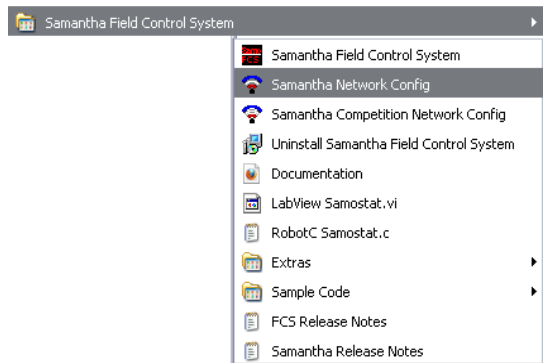 Samantha Field Control System
Samantha Field Control System
Samantha Network Config
Samantha Competition Network Config
Uninstall Samantha Field Control System
Documentation
LabView Samostat.vi
RobotC Samostat.c
Extras
Sample Code
FCS Release Notes
Samantha Release Notes